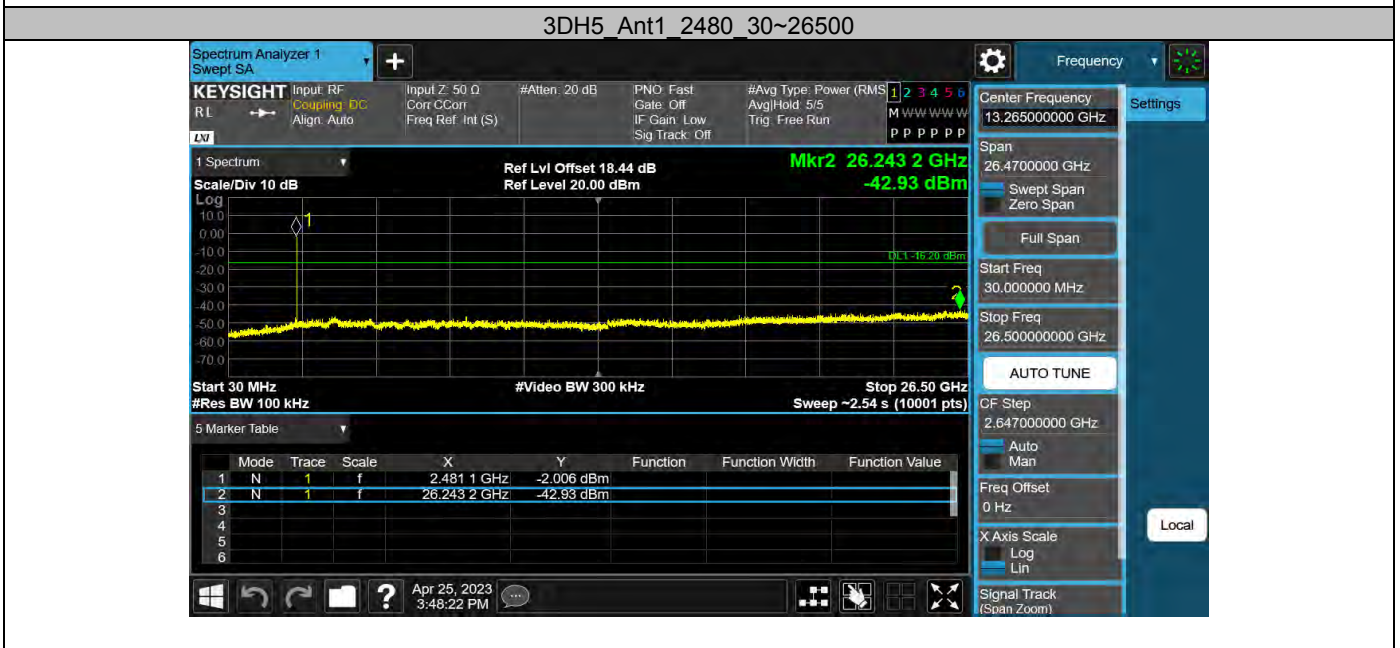 3DH5_Ant1_2480_30~26500
Spectrum Analyzer 1
Swept SA
+
Frequency
KEYSIGHT
RL
LXI
Input: RF
Coupling: DC
Align: Auto
Input Z: 50 Ω
Corr CCorr
Freq Ref: Int (S)
#Atten: 20 dB
PNO: Fast
Gate: Off
IF Gain: Low
Sig Track: Off
#Avg Type: Power (RMS
Avg|Hold: 5/5
Trig: Free Run
1 2 3 4 5 6
M W W W W W
P P P P P P
1 Spectrum
Scale/Div 10 dB
Ref Lvl Offset 18.44 dB
Ref Level 20.00 dBm
Mkr2 26.243 2 GHz
-42.93 dBm
Log
10.0
0.00
-10.0
-20.0
-30.0
-40.0
-50.0
-60.0
-70.0
1
DL1 -16.20 dBm
2
Start 30 MHz
#Res BW 100 kHz
#Video BW 300 kHz
Stop 26.50 GHz
Sweep ~2.54 s (10001 pts)
5 Marker Table
Mode Trace Scale X Y Function Function Width Function Value
1 N 1 f 2.481 1 GHz -2.006 dBm
2 N 1 f 26.243 2 GHz -42.93 dBm
3
4
5
6
?
Apr 25, 2023
3:48:22 PM
Center Frequency
13.265000000 GHz
Settings
Span
26.4700000 GHz
Swept Span
Zero Span
Full Span
Start Freq
30.000000 MHz
Stop Freq
26.500000000 GHz
AUTO TUNE
CF Step
2.647000000 GHz
Auto
Man
Freq Offset
0 Hz
Local
X Axis Scale
Log
Lin
Signal Track
(Span Zoom)